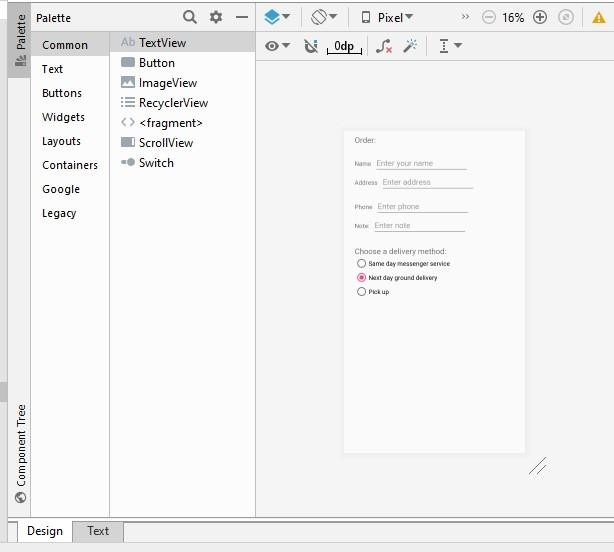 Palette
Component Tree
Palette
Common
Text
Buttons
Widgets
Layouts
Containers
Google
Legacy
Ab TextView
Button
ImageView
RecyclerView
<fragment>
ScrollView
Switch
Pixel
16%
0dp
Order:
Name Enter your name
Address Enter address
Phone Enter phone
Note Enter note
Choose a delivery method:
Same day messenger service
Next day ground delivery
Pick up
Design Text